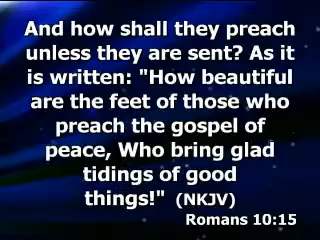 And how shall they preach
unless they are sent? As it
is written: "How beautiful
are the feet of those who
preach the gospel of
peace, Who bring glad
tidings of good
things!" (NKJV)
Romans 10:15